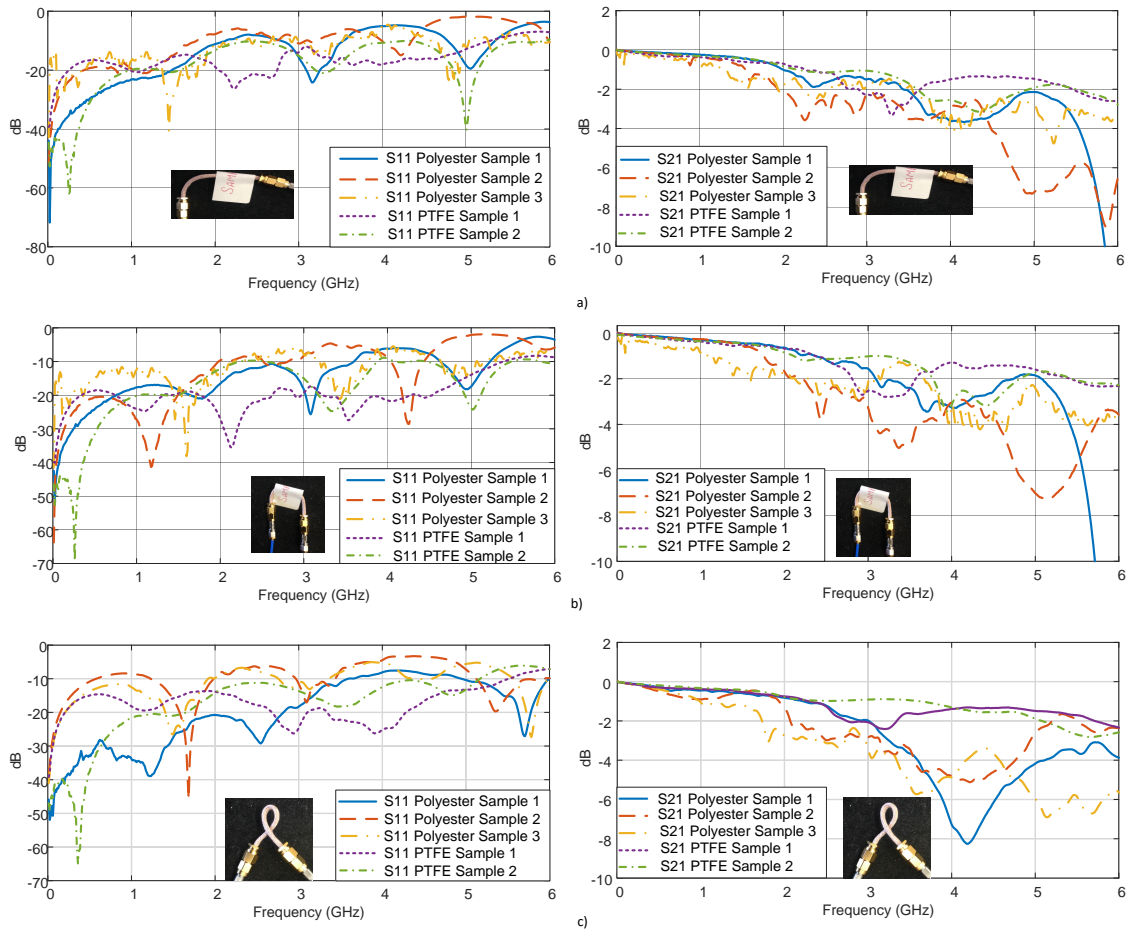 0
-20
-40
-60
-80
dB
0 1 2 3 4 5 6
Frequency (GHz)
S11 Polyester Sample 1
S11 Polyester Sample 2
S11 Polyester Sample 3
S11 PTFE Sample 1
S11 PTFE Sample 2
SAM
2
0
-2
-4
-6
-8
-10
dB
0 1 2 3 4 5 6
Frequency (GHz)
S21 Polyester Sample 1
S21 Polyester Sample 2
S21 Polyester Sample 3
S21 PTFE Sample 1
S21 PTFE Sample 2
SAM
a)
0
-10
-20
-30
-40
-50
-60
-70
dB
0 1 2 3 4 5 6
Frequency (GHz)
S11 Polyester Sample 1
S11 Polyester Sample 2
S11 Polyester Sample 3
S11 PTFE Sample 1
S11 PTFE Sample 2
0
-2
-4
-6
-8
-10
dB
0 1 2 3 4 5 6
Frequency (GHz)
S21 Polyester Sample 1
S21 Polyester Sample 2
S21 Polyester Sample 3
S21 PTFE Sample 1
S21 PTFE Sample 2
b)
0
-10
-20
-30
-40
-50
-60
-70
dB
0 1 2 3 4 5 6
Frequency (GHz)
S11 Polyester Sample 1
S11 Polyester Sample 2
S11 Polyester Sample 3
S11 PTFE Sample 1
S11 PTFE Sample 2
2
0
-2
-4
-6
-8
-10
dB
0 1 2 3 4 5 6
Frequency (GHz)
S21 Polyester Sample 1
S21 Polyester Sample 2
S21 Polyester Sample 3
S21 PTFE Sample 1
S21 PTFE Sample 2
c)